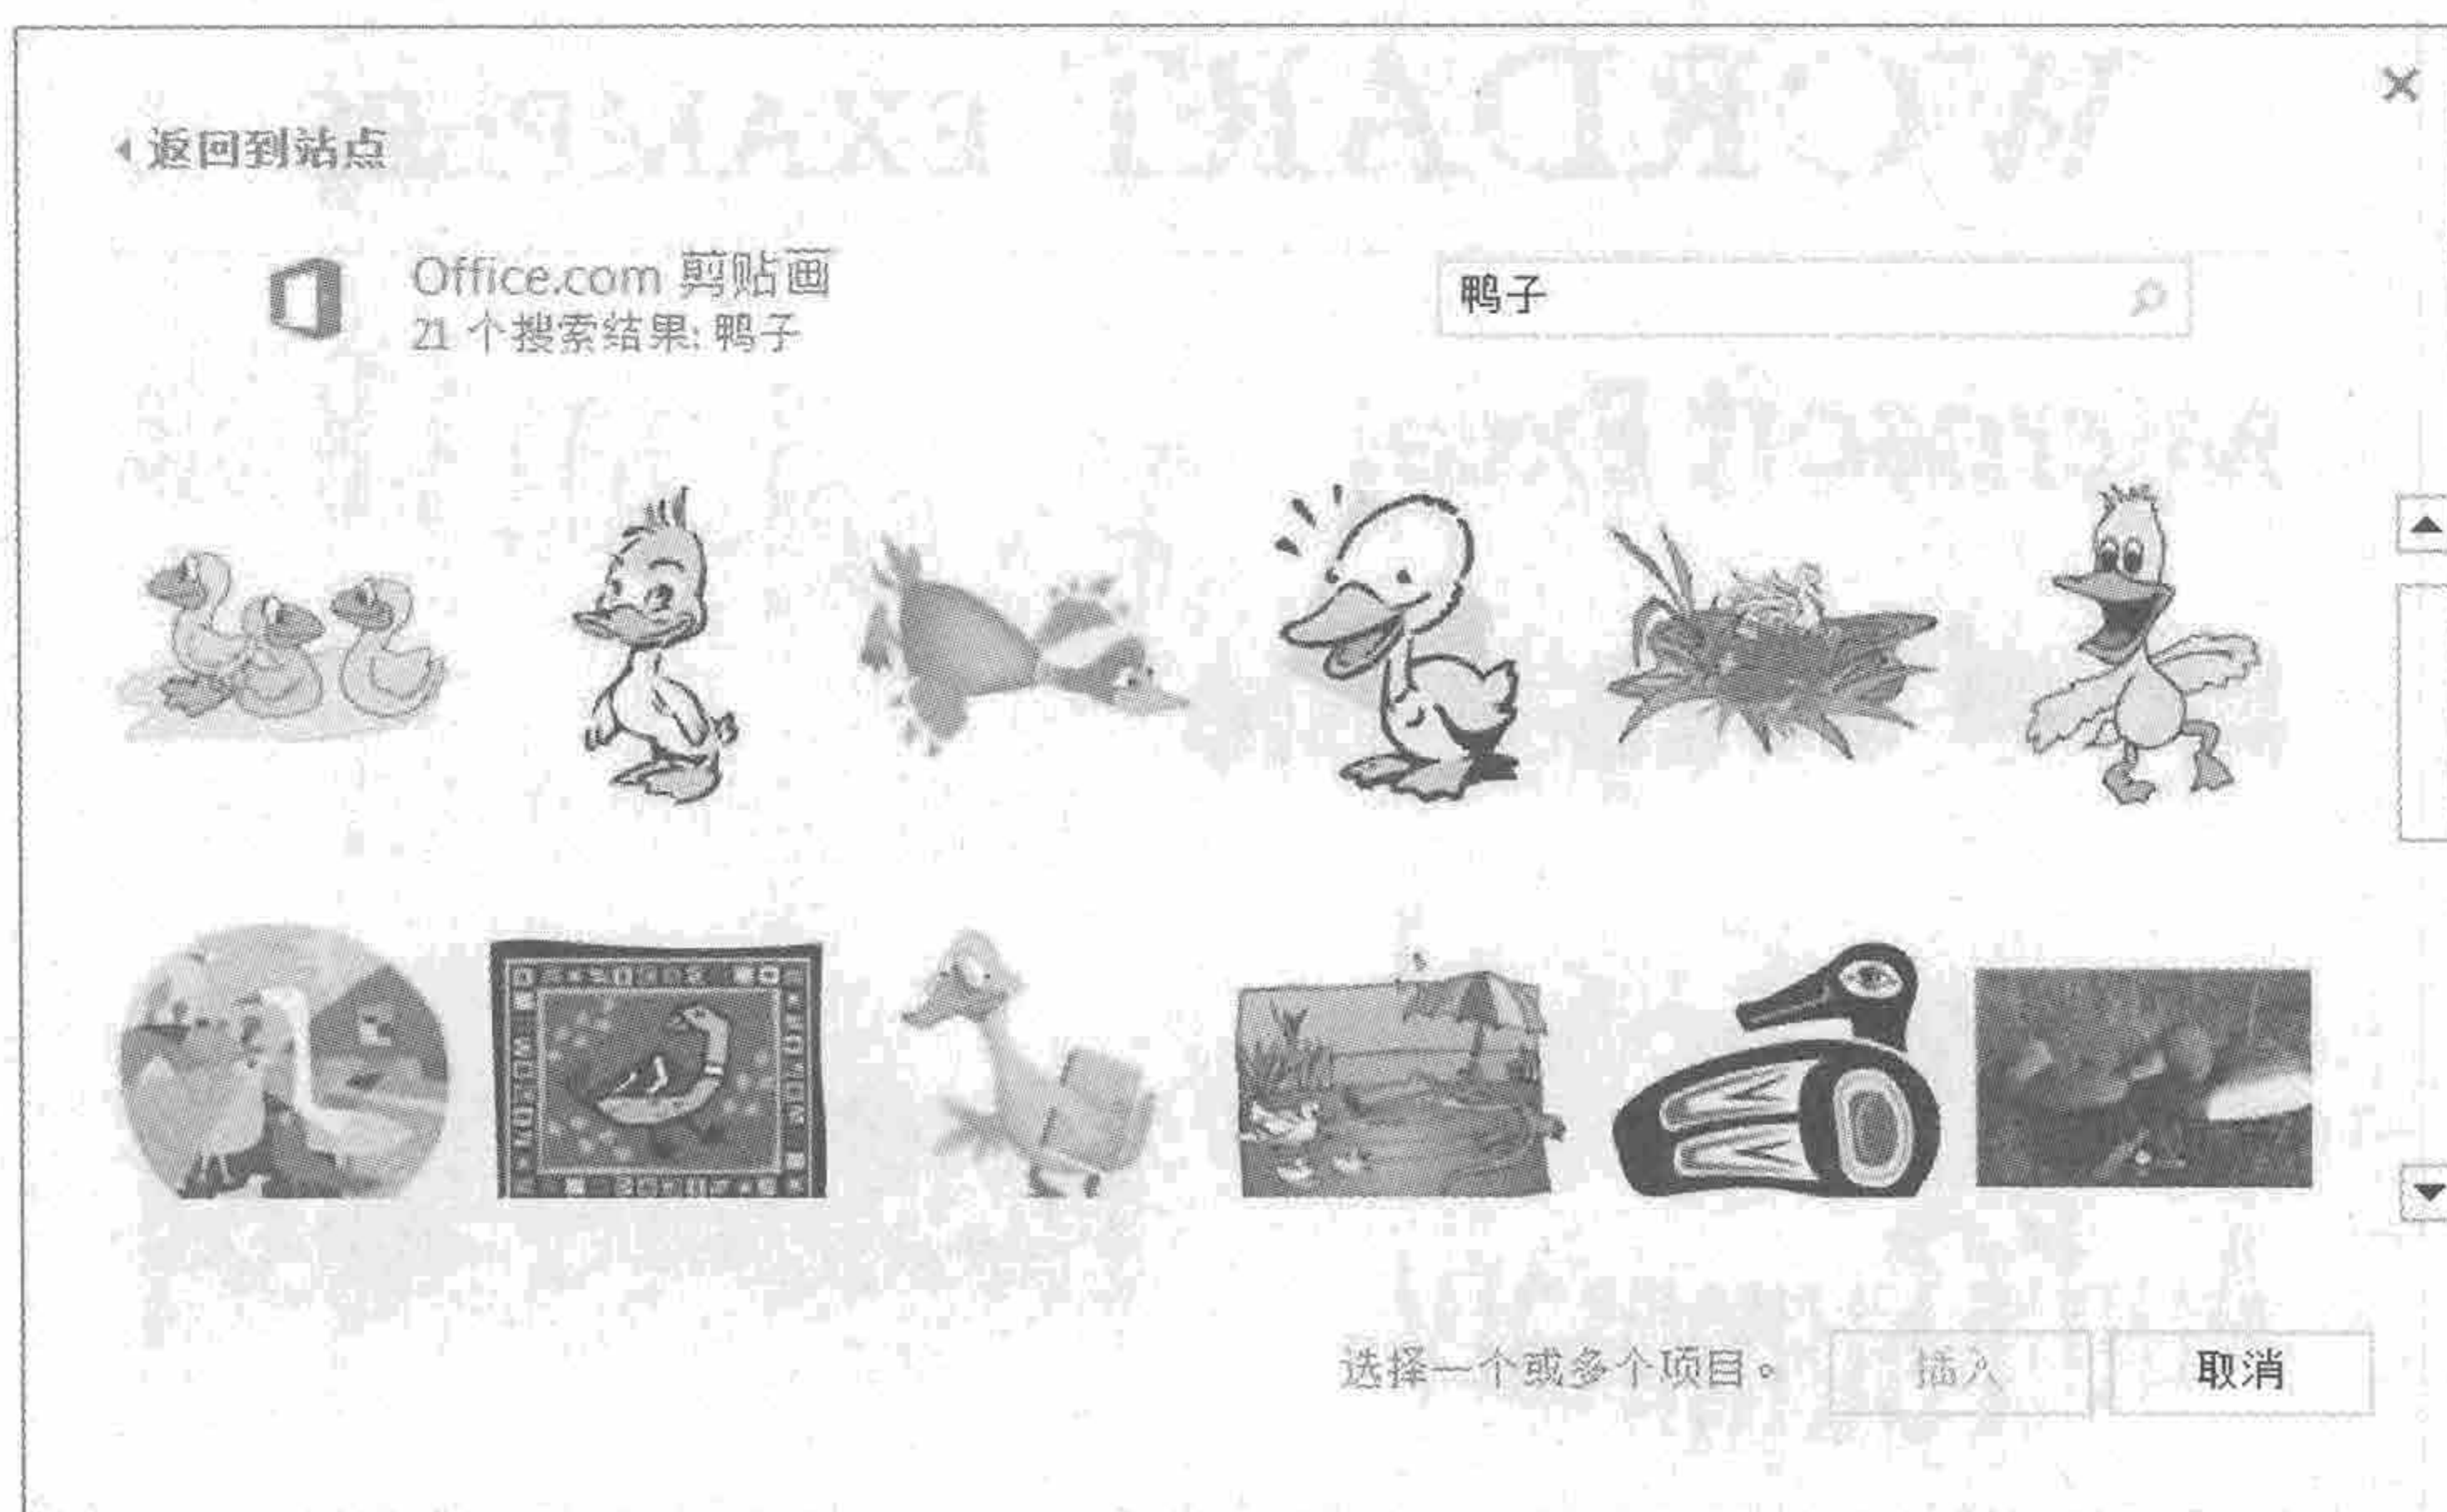 返回到站点
Office.com 剪贴画
21 个搜索结果: 鸭子
鸭子
选择一个或多个项目。
插入
取消